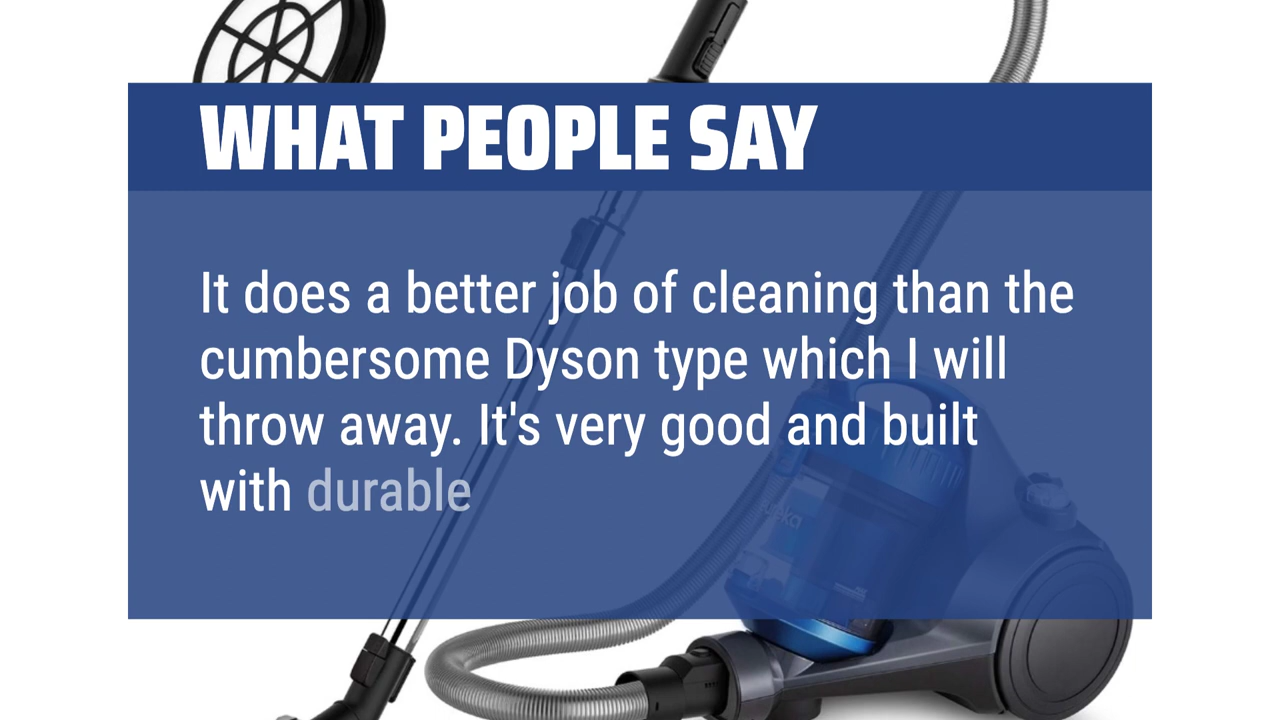 WHAT PEOPLE SAY
It does a better job of cleaning than the
cumbersome Dyson type which I will
throw away. It's very good and built
with durable
eureka